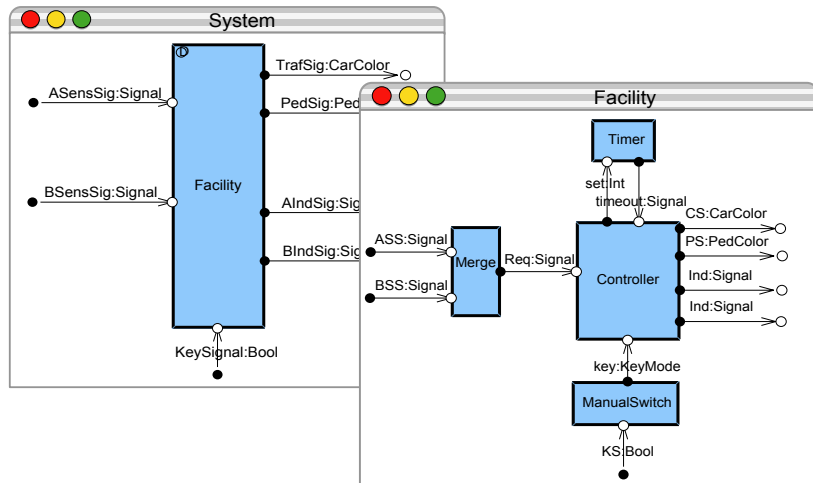 System
TrafSig:CarColor
ASensSig:Signal
PedSig:Ped
Facility
BSensSig:Signal
AIndSig:Sig
BIndSig:Sig
KeySignal:Bool
Facility
Timer
set:Int
timeout:Signal
CS:CarColor
ASS:Signal
PS:PedColor
Merge
Req:Signal
Controller
Ind:Signal
BSS:Signal
Ind:Signal
key:KeyMode
ManualSwitch
KS:Bool